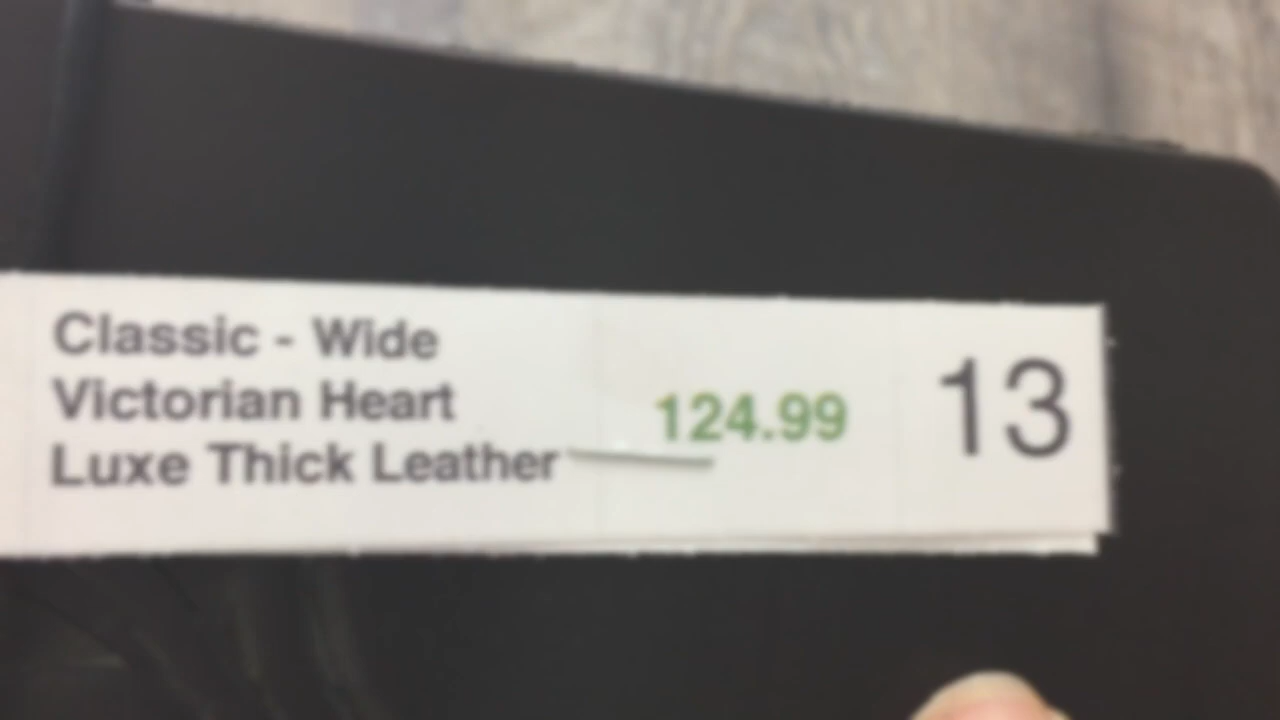 Classic - Wide
Victorian Heart
Luxe Thick Leather
124.99
13